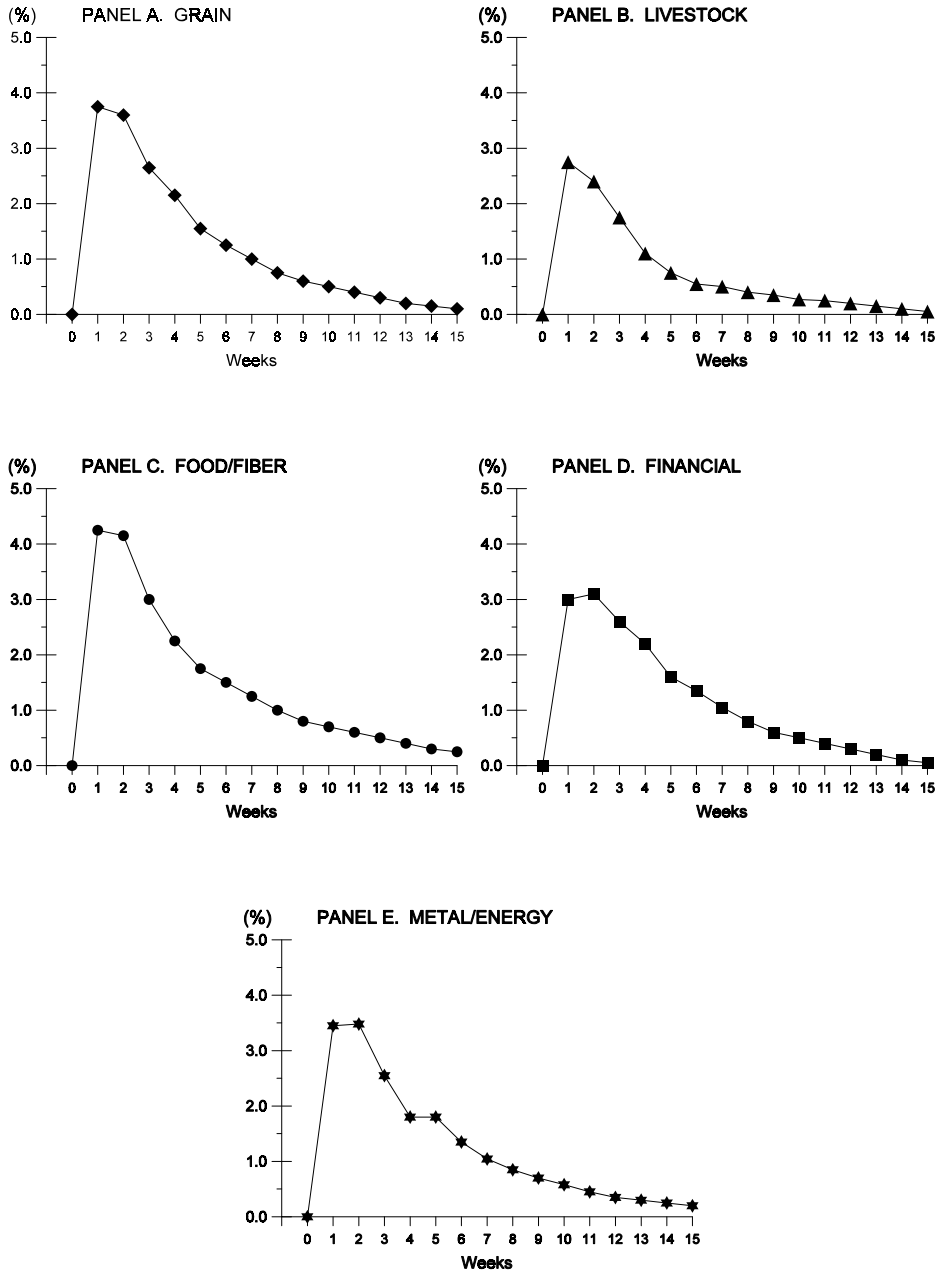 (%) PANEL A. GRAIN
5.0
4.0
3.0
2.0
1.0
0.0
0 1 2 3 4 5 6 7 8 9 10 11 12 13 14 15
Weeks
(%) PANEL B. LIVESTOCK
5.0
4.0
3.0
2.0
1.0
0.0
0 1 2 3 4 5 6 7 8 9 10 11 12 13 14 15
Weeks
(%) PANEL C. FOOD/FIBER
5.0
4.0
3.0
2.0
1.0
0.0
0 1 2 3 4 5 6 7 8 9 10 11 12 13 14 15
Weeks
(%) PANEL D. FINANCIAL
5.0
4.0
3.0
2.0
1.0
0.0
0 1 2 3 4 5 6 7 8 9 10 11 12 13 14 15
Weeks
(%) PANEL E. METAL/ENERGY
5.0
4.0
3.0
2.0
1.0
0.0
0 1 2 3 4 5 6 7 8 9 10 11 12 13 14 15
Weeks